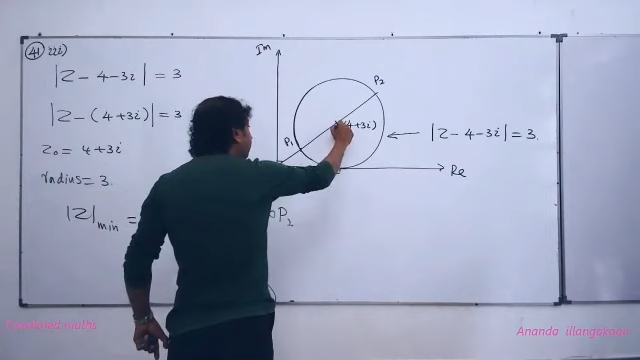 41 iii)
|Z - 4 - 3i| = 3
|Z - (4 + 3i)| = 3
Z₀ = 4 + 3i
radius = 3.
|Z|min =
P₂
Im
P₂
(4+3i)
P₁
Re
|Z - 4 - 3i| = 3
Combined maths
Ananda illangakoon